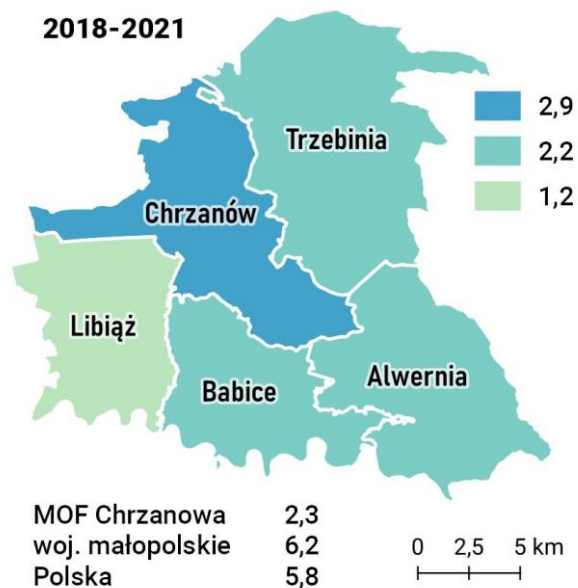 2018-2021
2,9
2,2
1,2
Trzebinia
Chrzanów
Libiąż
Babice
Alwernia
MOF Chrzanowa 2,3
woj. małopolskie 6,2
Polska 5,8
0 2,5 5 km